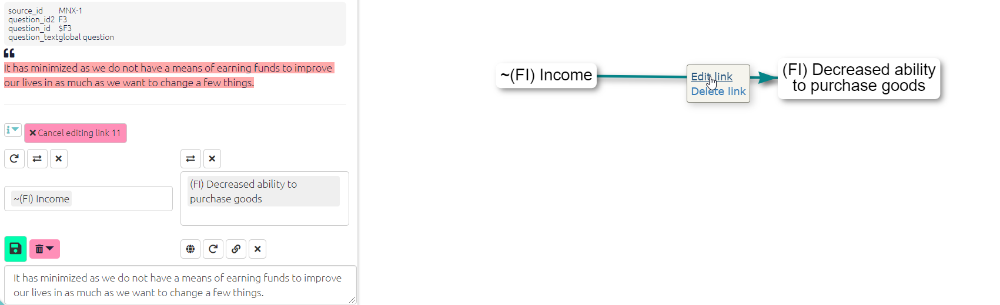 source_id MNX-1
question_id2 F3
question_id $F3
question_textglobal question
It has minimized as we do not have a means of earning funds to improve
our lives in as much as we want to change a few things.
Cancel editing link 11
~(FI) Income
(FI) Decreased ability to
purchase goods
It has minimized as we do not have a means of earning funds to improve
our lives in as much as we want to change a few things.
~(FI) Income
Edit link
Delete link
(FI) Decreased ability
to purchase goods